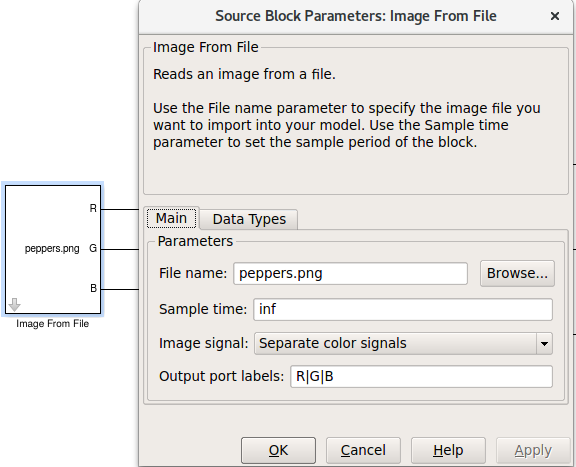 Source Block Parameters: Image From File
Image From File
Reads an image from a file.
Use the File name parameter to specify the image file you
want to import into your model. Use the Sample time
parameter to set the sample period of the block.
R
peppers.png G
B
Image From File
Main Data Types
Parameters
File name: peppers.png Browse...
Sample time: inf
Image signal: Separate color signals
Output port labels: R|G|B
OK Cancel Help Apply